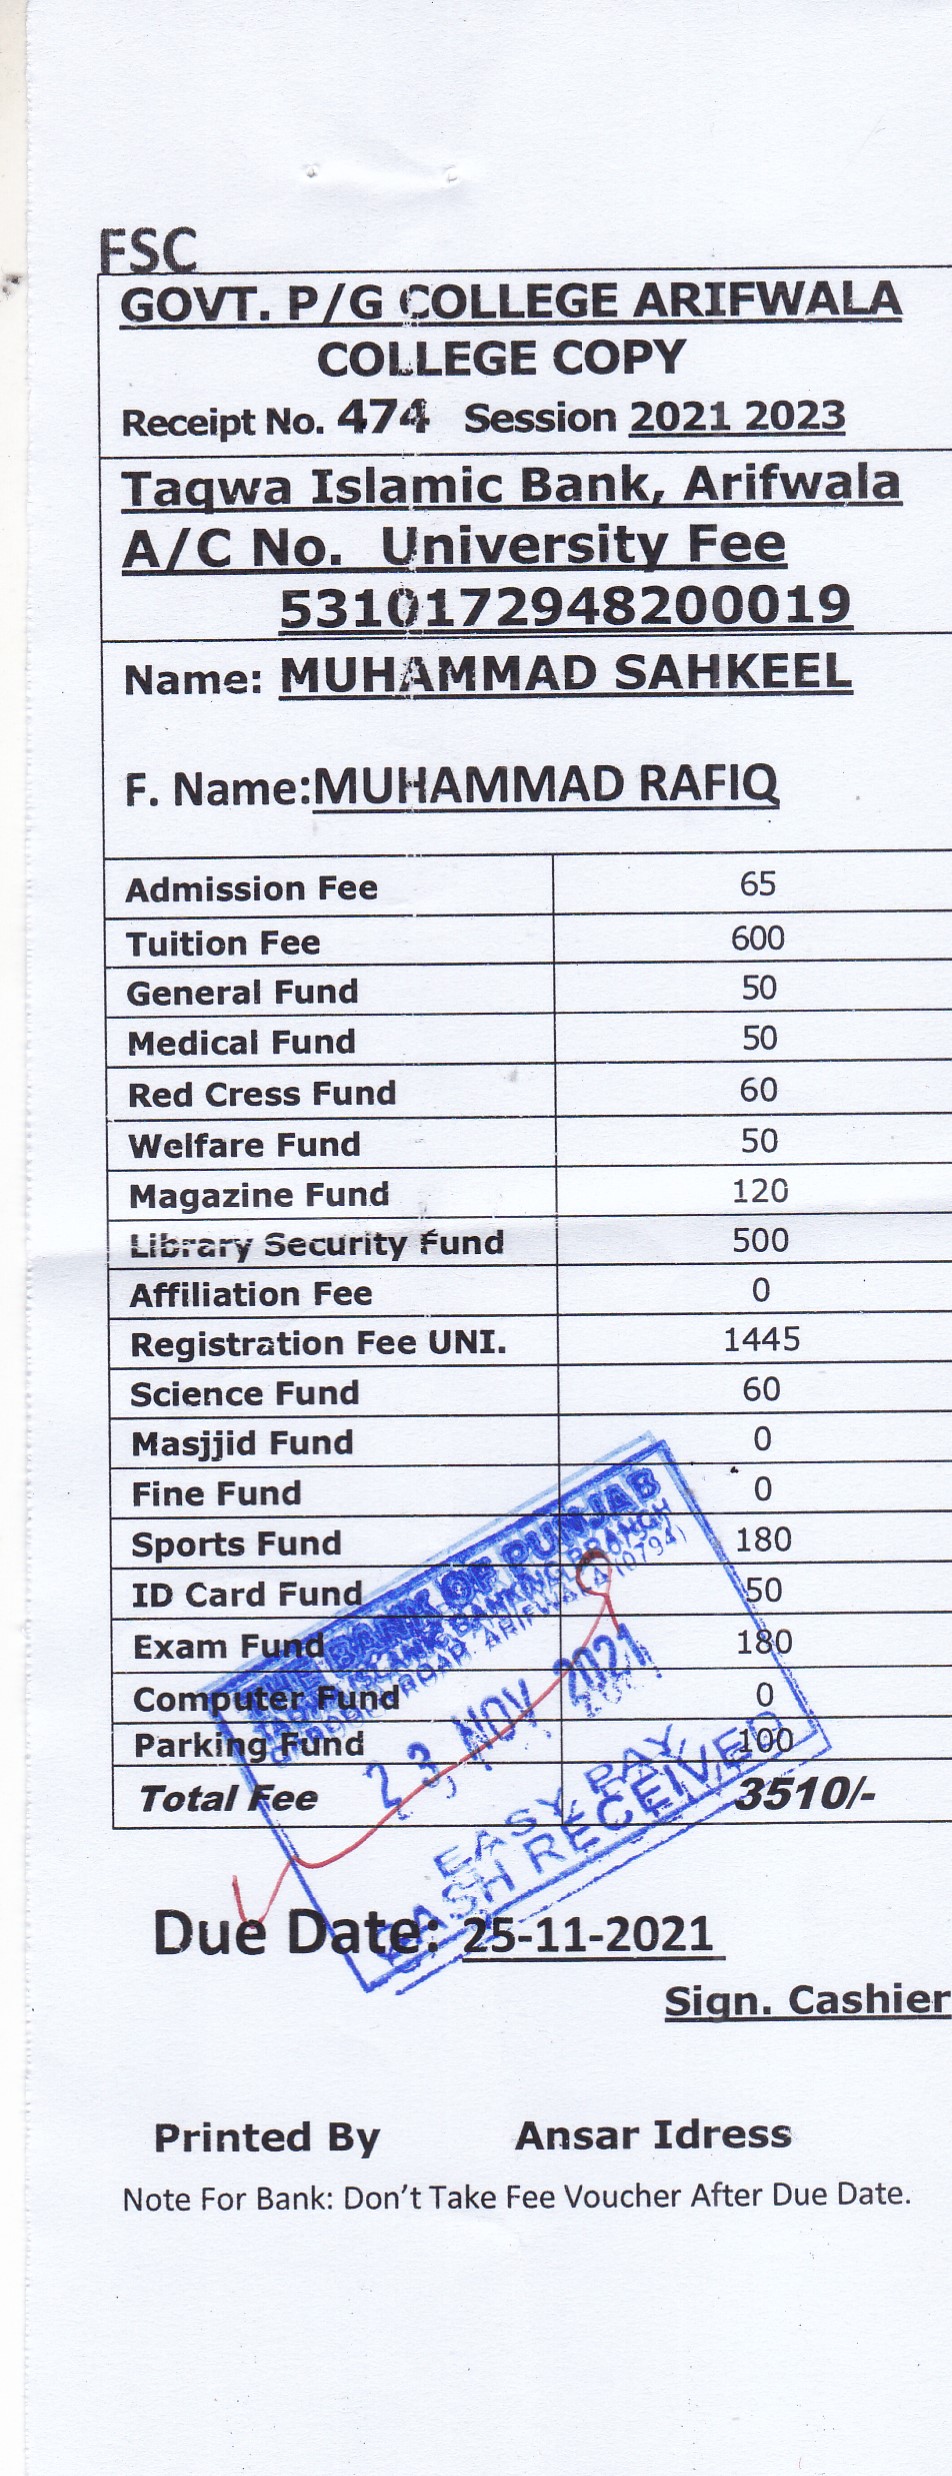 FSC
GOVT. P/G COLLEGE ARIFWALA
COLLEGE COPY
Receipt No. 474 Session 2021 2023
Taqwa Islamic Bank, Arifwala
A/C No. University Fee
5310172948200019
Name: MUHAMMAD SAHKEEL
F. Name:MUHAMMAD RAFIQ
Admission Fee 65
Tuition Fee 600
General Fund 50
Medical Fund 50
Red Cress Fund 60
Welfare Fund 50
Magazine Fund 120
Library Security Fund 500
Affiliation Fee 0
Registration Fee UNI. 1445
Science Fund 60
Masjjid Fund 0
Fine Fund 0
Sports Fund 180
ID Card Fund 50
Exam Fund 180
Computer Fund 0
Parking Fund 100
Total Fee 3510/-
THE BANK OF PUNJAB
ISLAMIC BANKING BRANCH
ROAD ARIFWALA (0794)
23 NOV 2021
EASY PAY
CASH RECEIVED
Due Date: 25-11-2021
Sign. Cashier
Printed By Ansar Idress
Note For Bank: Don't Take Fee Voucher After Due Date.